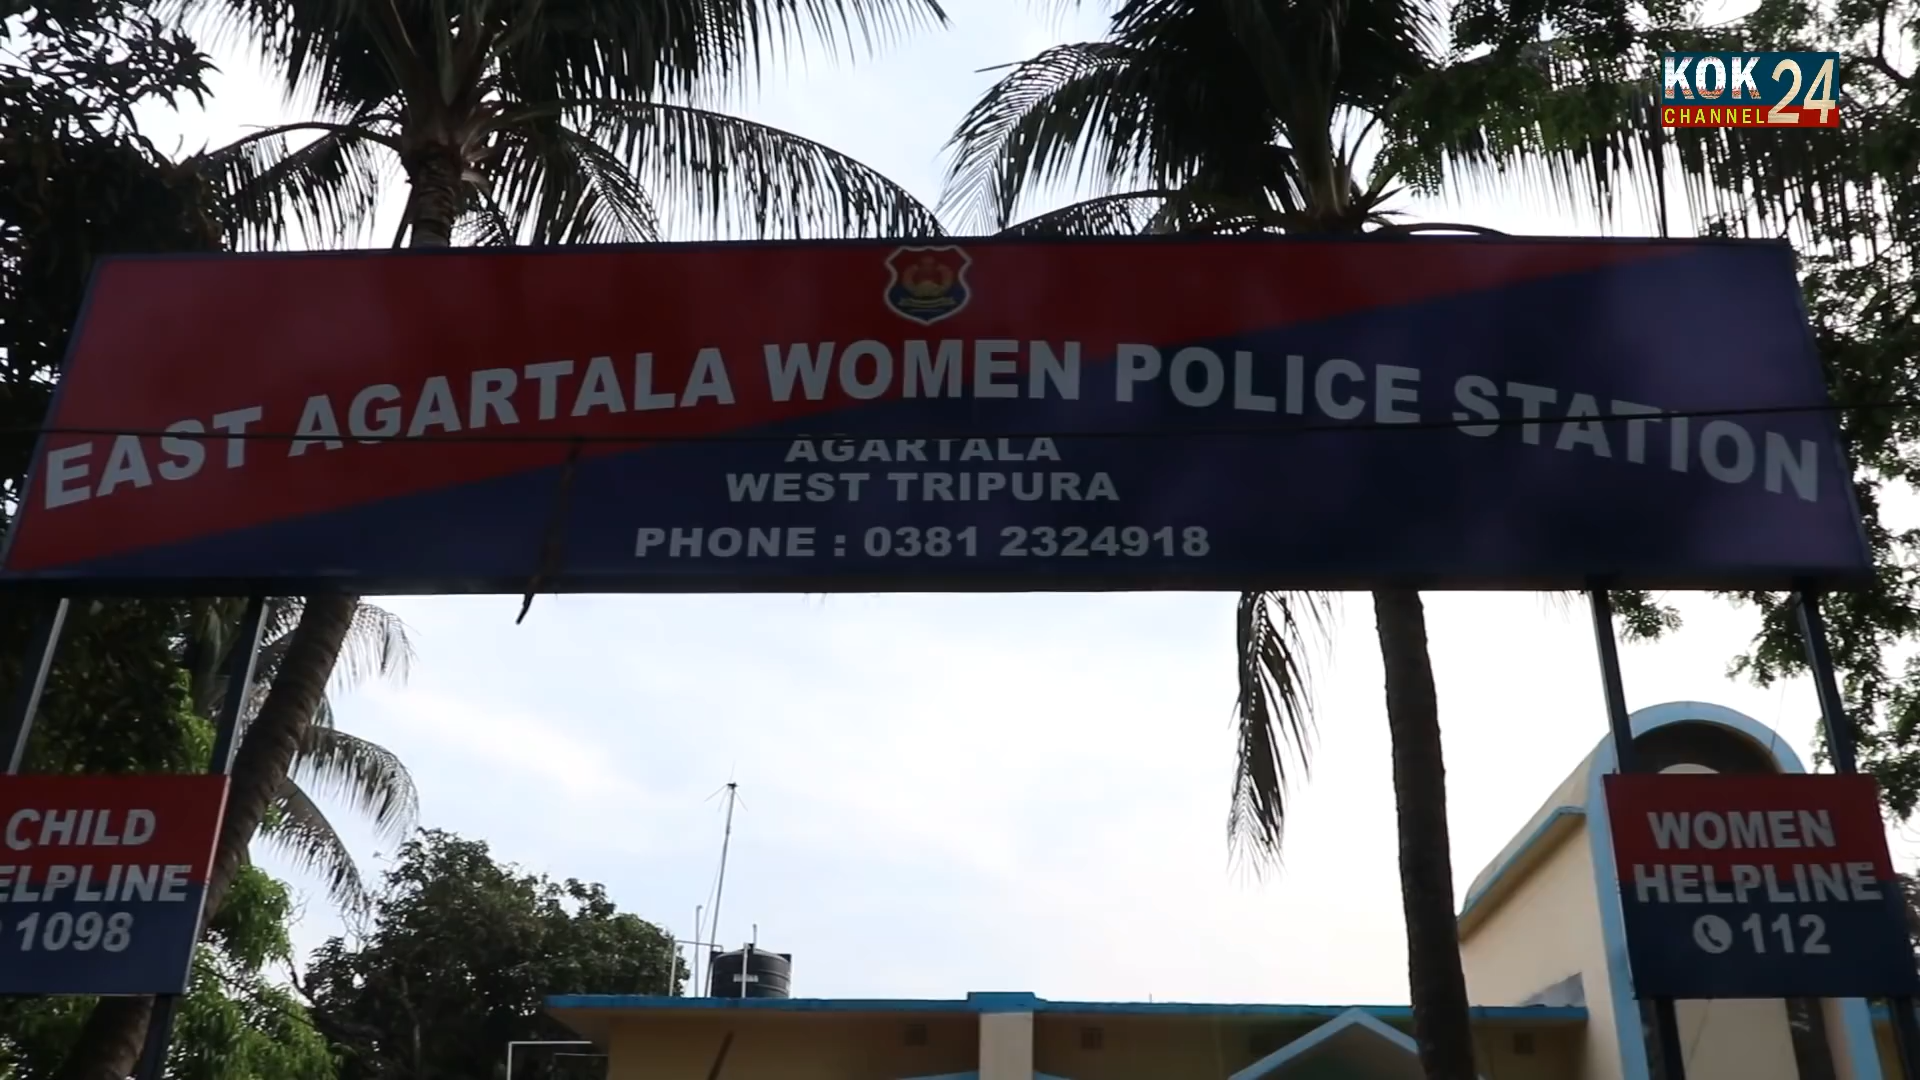 KOK 24
CHANNEL
EAST AGARTALA WOMEN POLICE STATION
AGARTALA
WEST TRIPURA
PHONE : 0381 2324918
CHILD
ELPLINE
1098
WOMEN
HELPLINE
112